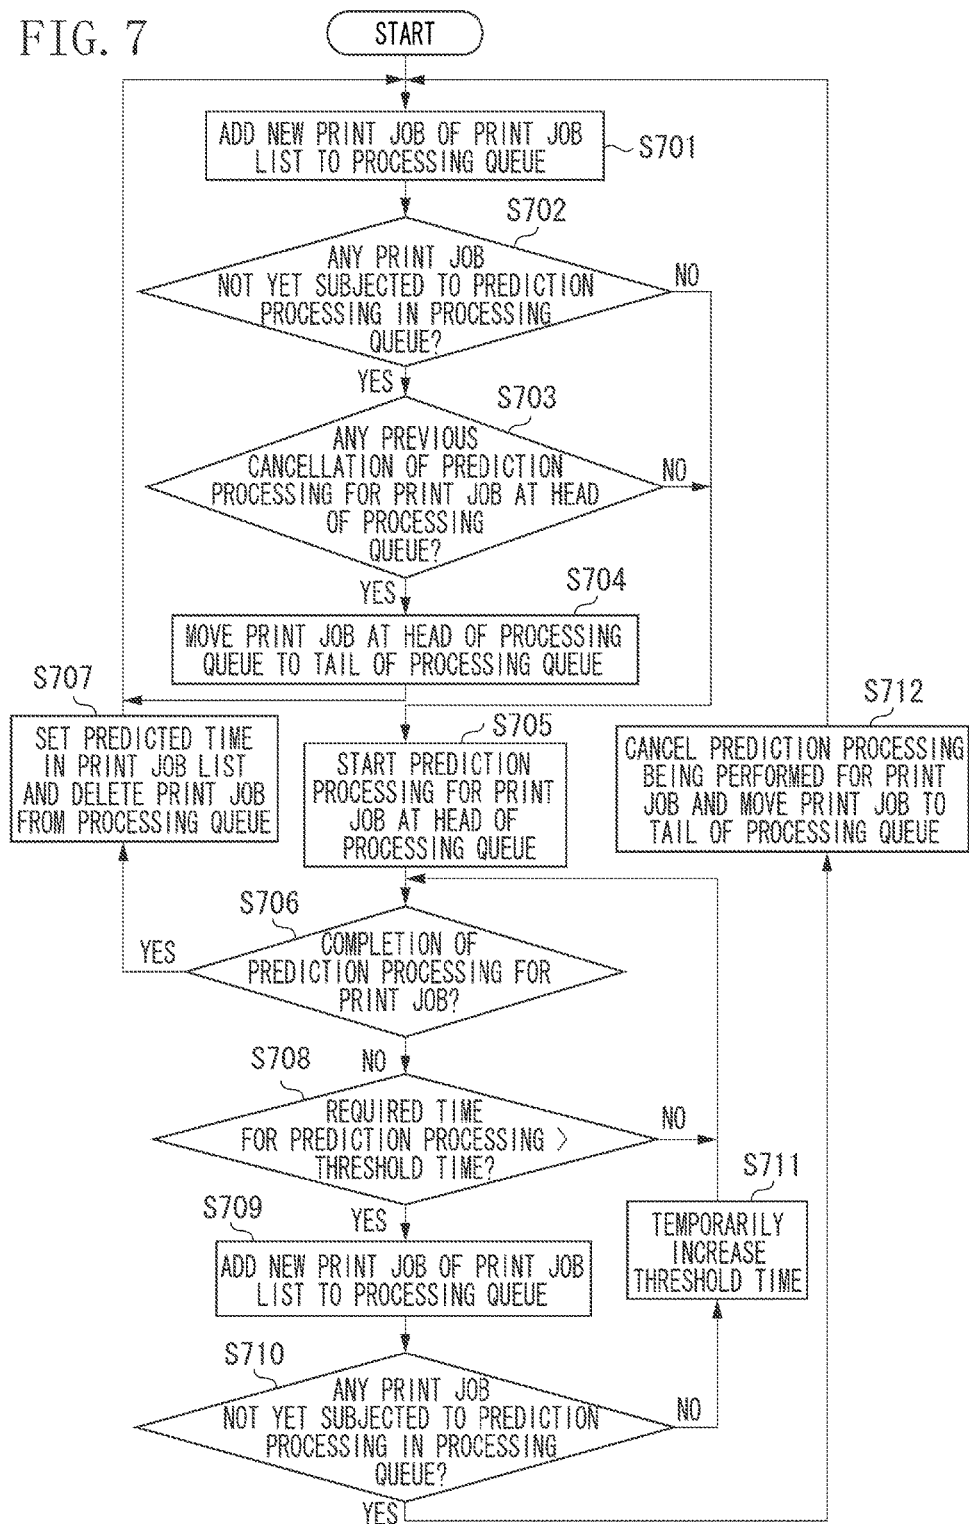 FIG. 7
START
ADD NEW PRINT JOB OF PRINT JOB
LIST TO PROCESSING QUEUE
S701
S702
ANY PRINT JOB
NOT YET SUBJECTED TO PREDICTION
PROCESSING IN PROCESSING
QUEUE?
NO
YES
S703
ANY PREVIOUS
CANCELLATION OF PREDICTION
PROCESSING FOR PRINT JOB AT HEAD
OF PROCESSING
QUEUE?
NO
YES
S704
MOVE PRINT JOB AT HEAD OF PROCESSING
QUEUE TO TAIL OF PROCESSING QUEUE
S707
SET PREDICTED TIME
IN PRINT JOB LIST
AND DELETE PRINT JOB
FROM PROCESSING QUEUE
S705
START PREDICTION
PROCESSING FOR PRINT
JOB AT HEAD OF
PROCESSING QUEUE
S712
CANCEL PREDICTION PROCESSING
BEING PERFORMED FOR PRINT
JOB AND MOVE PRINT JOB TO
TAIL OF PROCESSING QUEUE
S706
YES
COMPLETION OF
PREDICTION PROCESSING FOR
PRINT JOB?
NO
S708
REQUIRED TIME
FOR PREDICTION PROCESSING >
THRESHOLD TIME?
NO
YES
S711
TEMPORARILY
INCREASE
THRESHOLD TIME
S709
ADD NEW PRINT JOB OF PRINT JOB
LIST TO PROCESSING QUEUE
S710
ANY PRINT JOB
NOT YET SUBJECTED TO PREDICTION
PROCESSING IN PROCESSING
QUEUE?
NO
YES